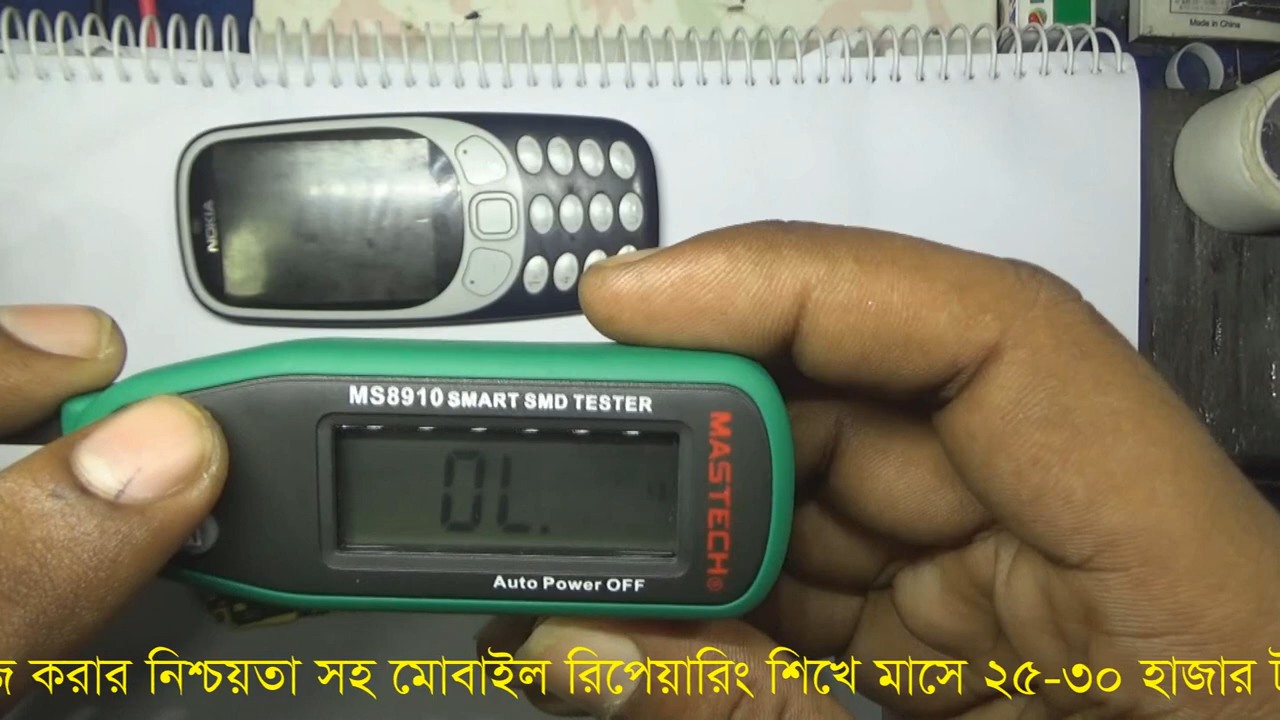 Made in China
NOKIA
MS8910 SMART SMD TESTER
MASTECH®
OL.
Auto Power OFF
করার নিশ্চয়তা সহ মোবাইল রিপেয়ারিং শিখে মাসে ২৫-৩০ হাজার